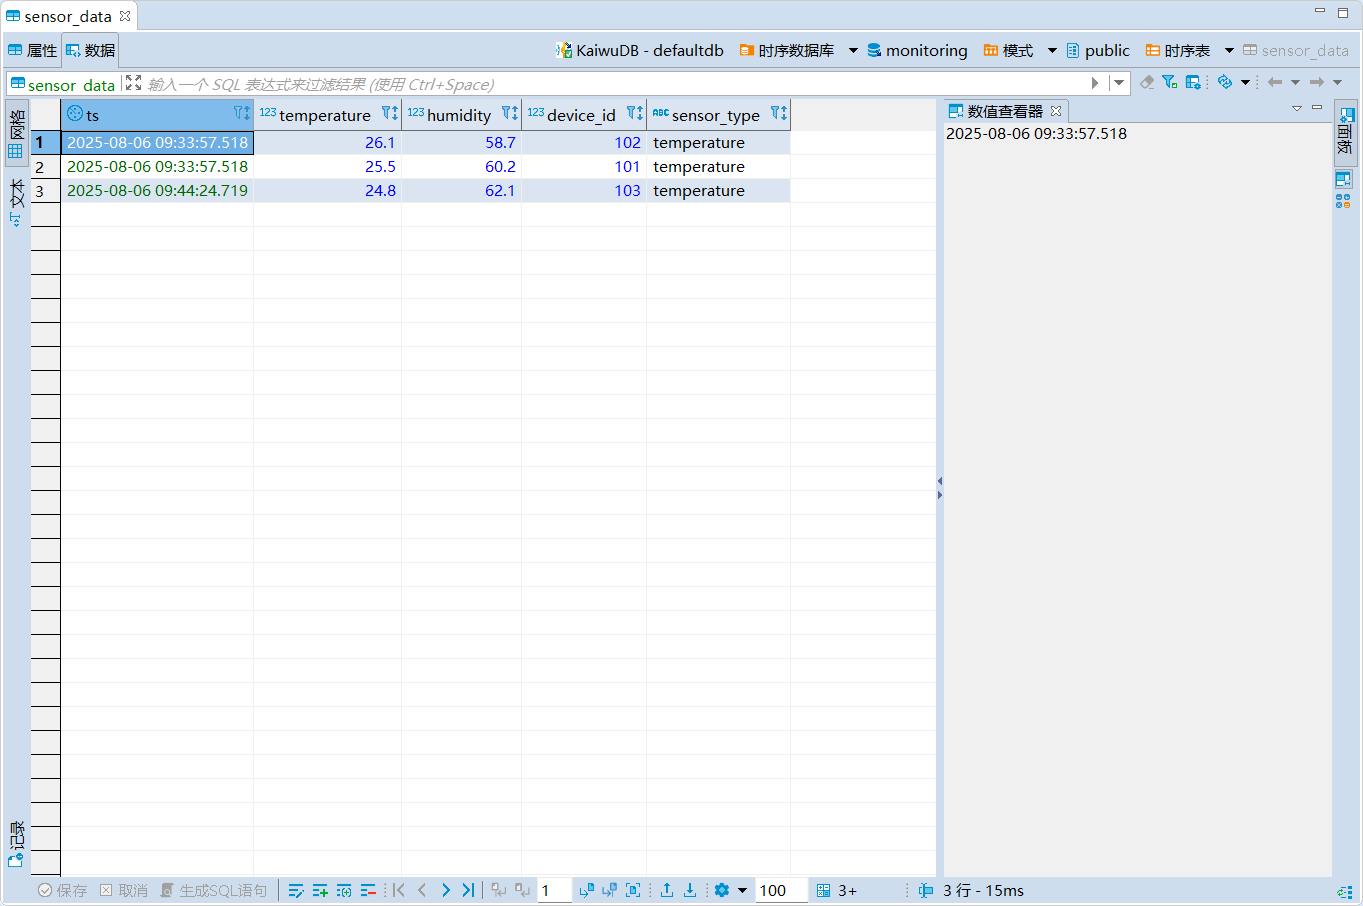 sensor_data
属性 数据 KaiwuDB - defaultdb 时序数据库 monitoring 模式 public 时序表 sensor_data
sensor_data 输入一个 SQL 表达式来过滤结果 (使用 Ctrl+Space)
网格
文本
记录
ts 123 temperature 123 humidity 123 device_id ABC sensor_type
1 2025-08-06 09:33:57.518 26.1 58.7 102 temperature
2 2025-08-06 09:33:57.518 25.5 60.2 101 temperature
3 2025-08-06 09:44:24.719 24.8 62.1 103 temperature
数值查看器
2025-08-06 09:33:57.518
面板
保存 取消 生成SQL语句 1 100 3+ 3 行 - 15ms